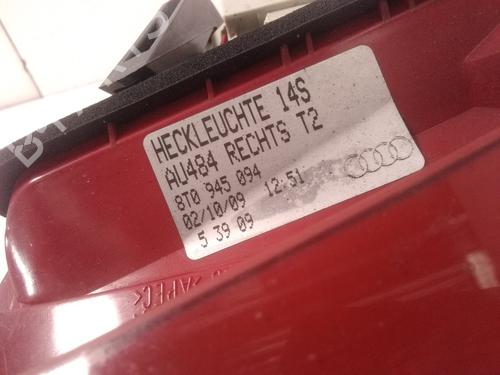 HECKLEUCHTE 14S
AU484 RECHTS T2
8T0 945 094
02/10/09 12:51
5 39 09